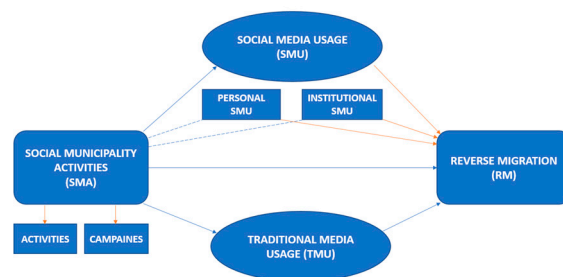 SOCIAL MEDIA USAGE
(SMU)
PERSONAL
SMU
INSTITUTIONAL
SMU
SOCIAL MUNICIPALITY
ACTIVITIES
(SMA)
REVERSE MIGRATION
(RM)
ACTIVITIES
CAMPAINES
TRADITIONAL MEDIA
USAGE (TMU)